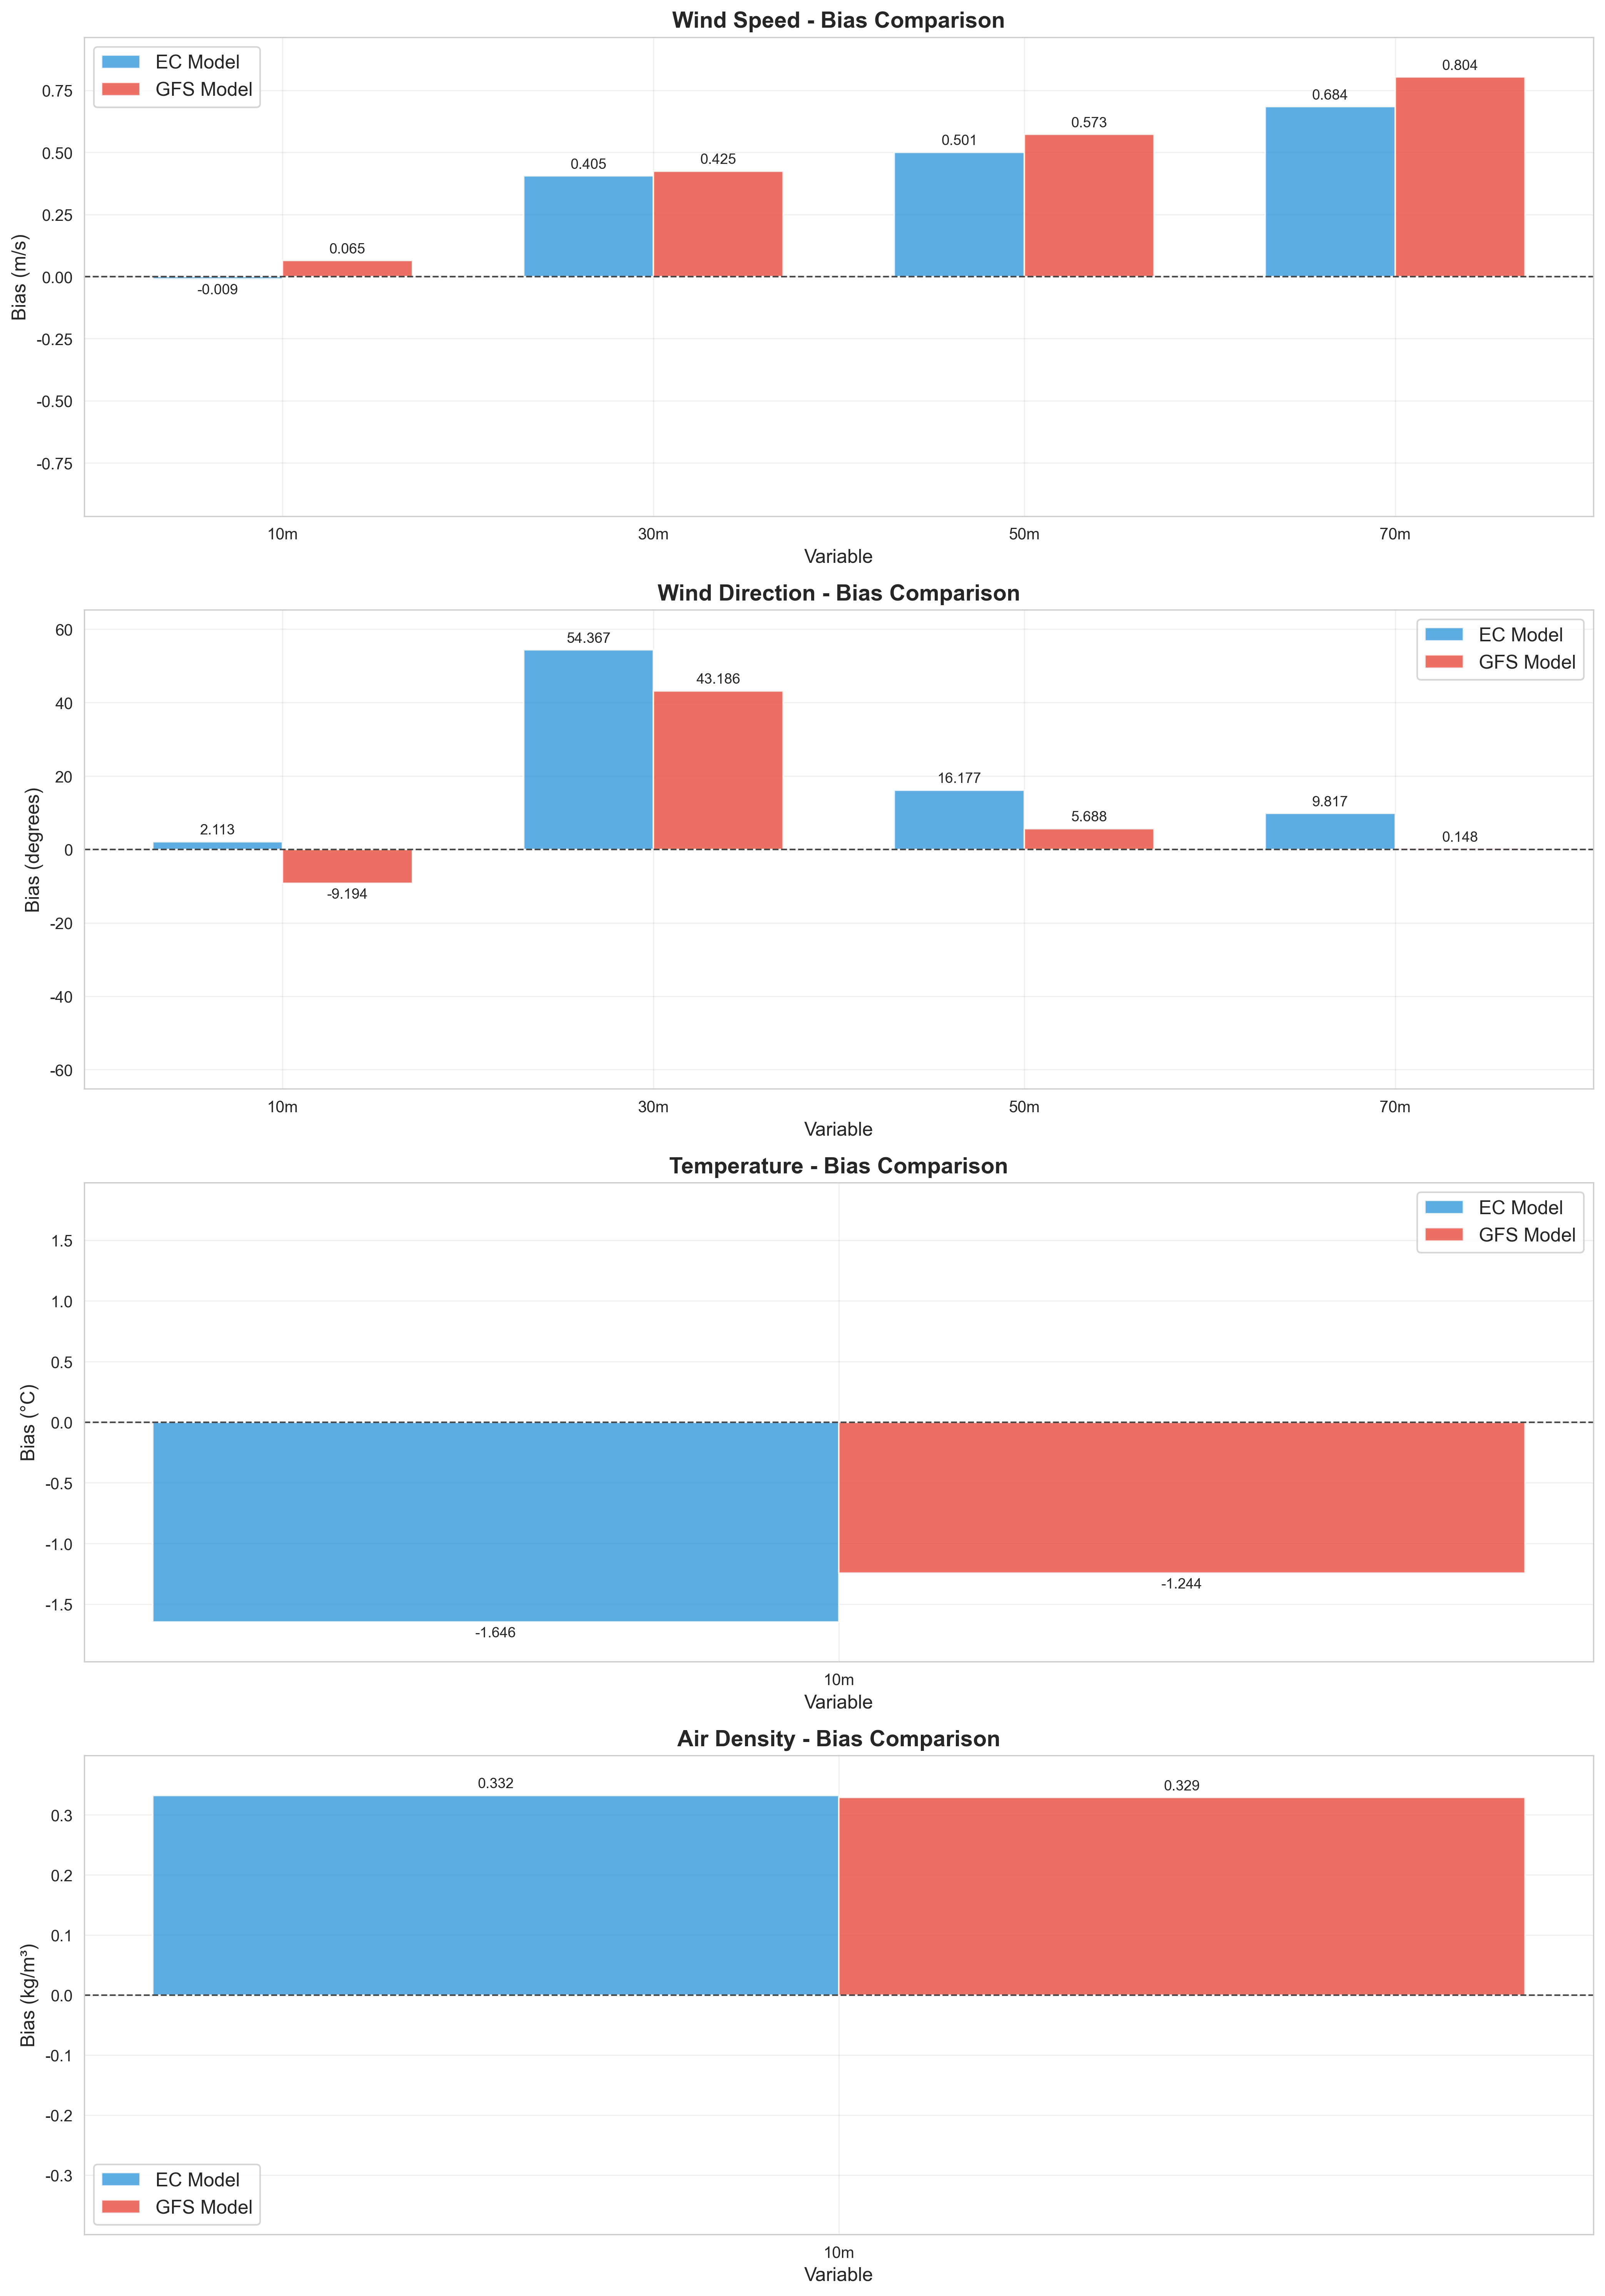 Wind Speed - Bias Comparison
EC Model
GFS Model
Bias (m/s)
0.75
0.50
0.25
0.00
-0.25
-0.50
-0.75
-0.009
0.065
0.405
0.425
0.501
0.573
0.684
0.804
10m
30m
50m
70m
Variable
Wind Direction - Bias Comparison
EC Model
GFS Model
Bias (degrees)
60
40
20
0
-20
-40
-60
2.113
-9.194
54.367
43.186
16.177
5.688
9.817
0.148
10m
30m
50m
70m
Variable
Temperature - Bias Comparison
EC Model
GFS Model
Bias (°C)
1.5
1.0
0.5
0.0
-0.5
-1.0
-1.5
-1.646
-1.244
10m
Variable
Air Density - Bias Comparison
0.332
0.329
Bias (kg/m³)
0.3
0.2
0.1
0.0
-0.1
-0.2
-0.3
EC Model
GFS Model
10m
Variable